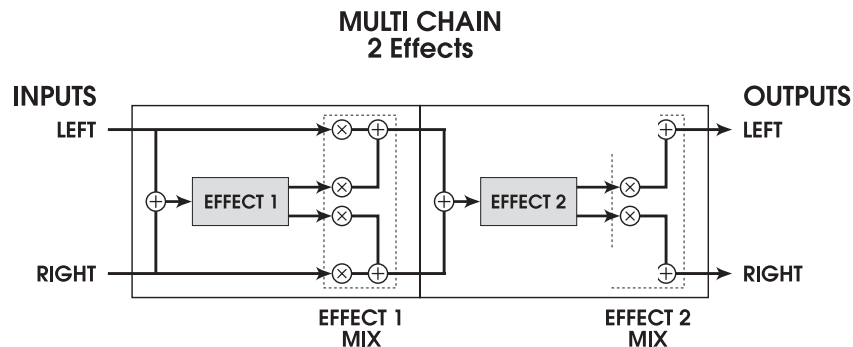 MULTI CHAIN
2 Effects
INPUTS
OUTPUTS
LEFT
LEFT
EFFECT 1
EFFECT 2
RIGHT
RIGHT
EFFECT 1
MIX
EFFECT 2
MIX